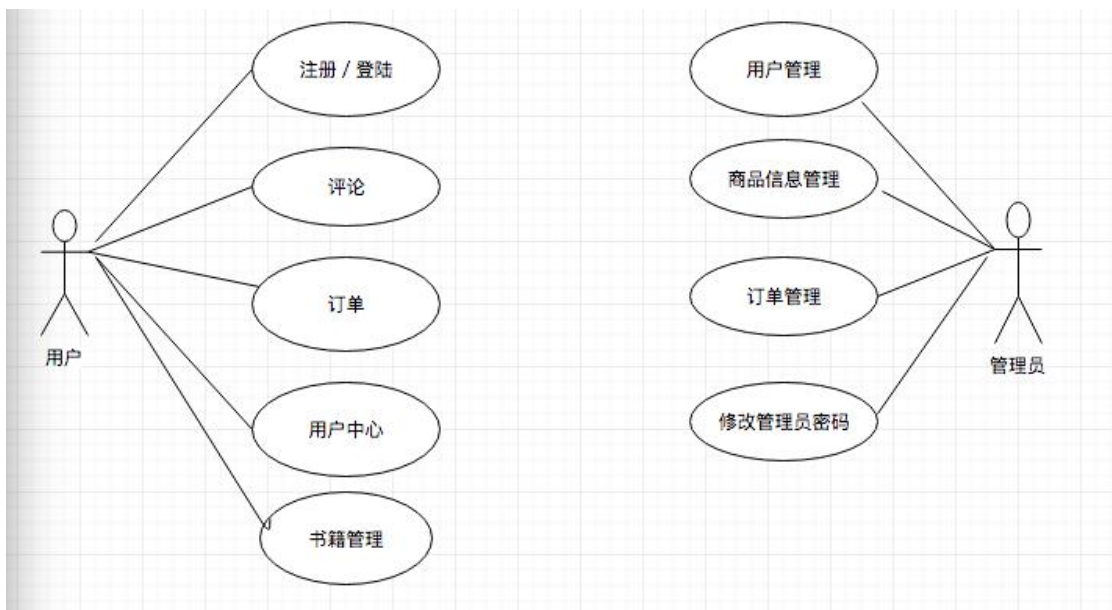 注册 / 登陆
评论
订单
用户中心
书籍管理
用户
用户管理
商品信息管理
订单管理
修改管理员密码
管理员